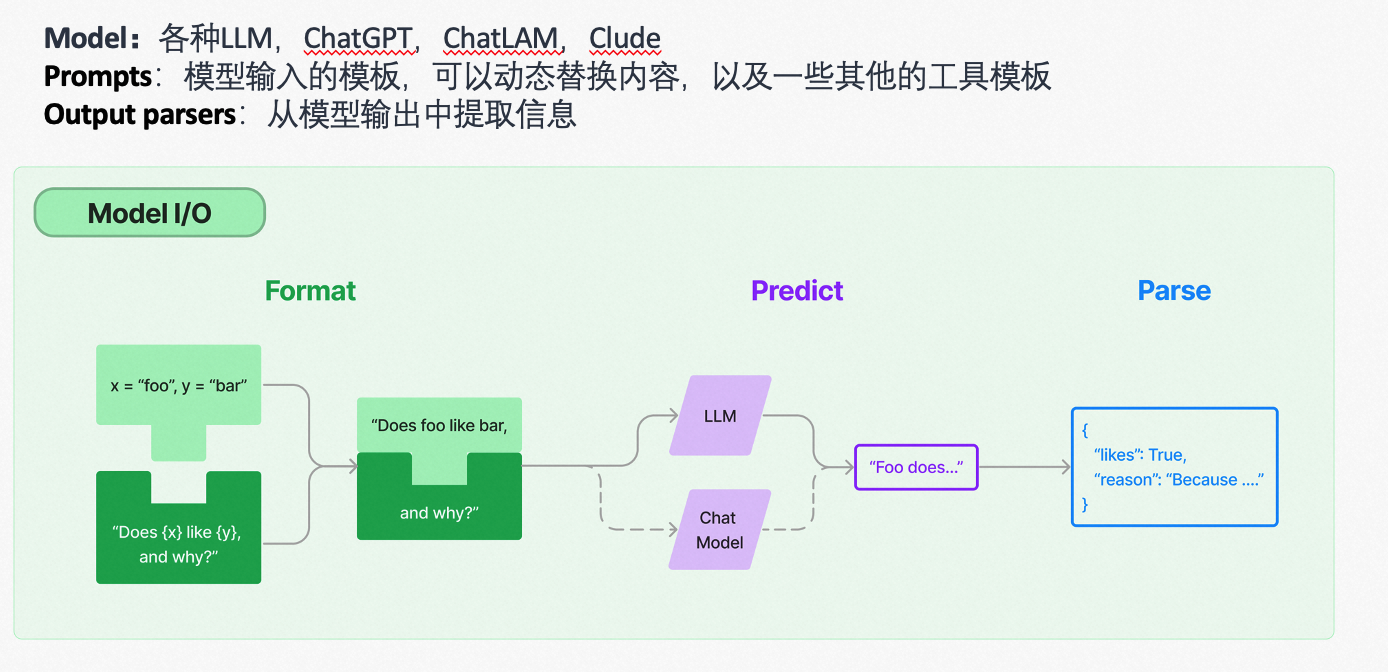 Model：各种LLM，ChatGPT，ChatLAM，Clude
Prompts：模型输入的模板，可以动态替换内容，以及一些其他的工具模板
Output parsers：从模型输出中提取信息
Model I/O
Format
Predict
Parse
x = “foo”, y = “bar”
“Does {x} like {y},
and why?”
“Does foo like bar,
and why?”
LLM
Chat
Model
“Foo does...”
{
“likes”: True,
“reason”: “Because ....”
}